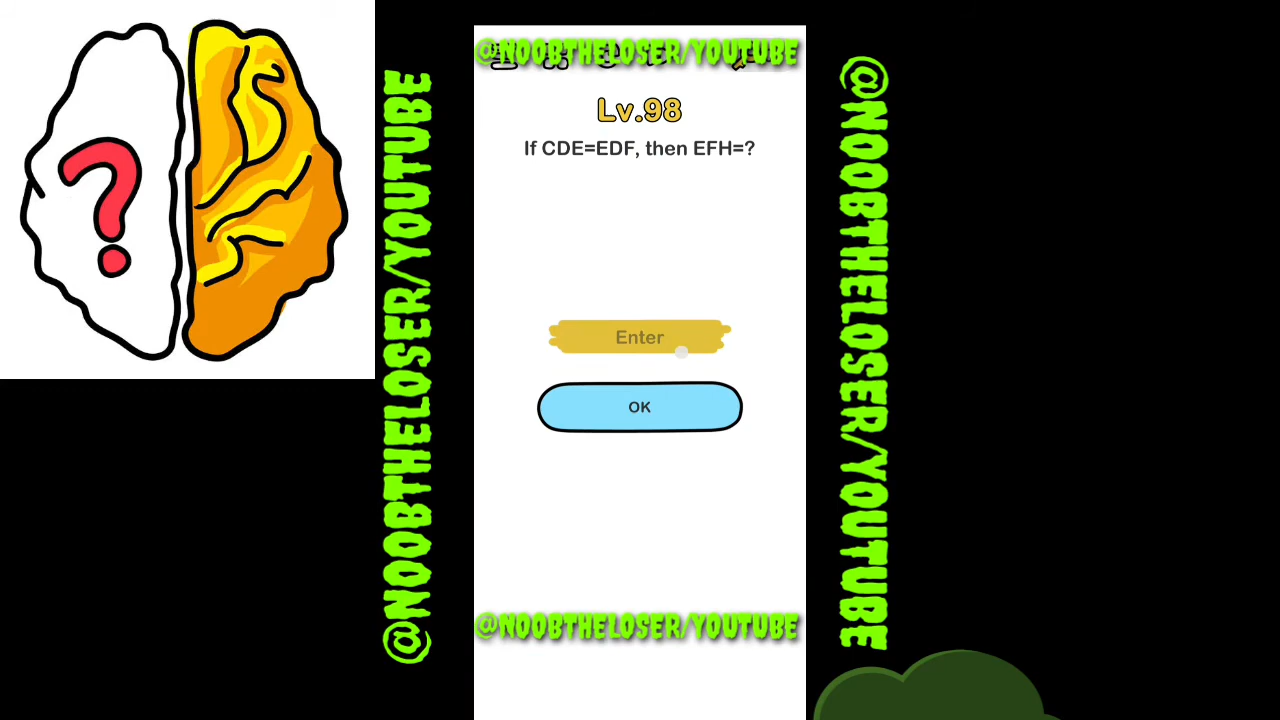 ?
@NOOBTHELOSER/YOUTUBE
@NOOBTHELOSER/YOUTUBE
Lv.98
If CDE=EDF, then EFH=?
Enter
OK
@NOOBTHELOSER/YOUTUBE
@NOOBTHELOSER/YOUTUBE